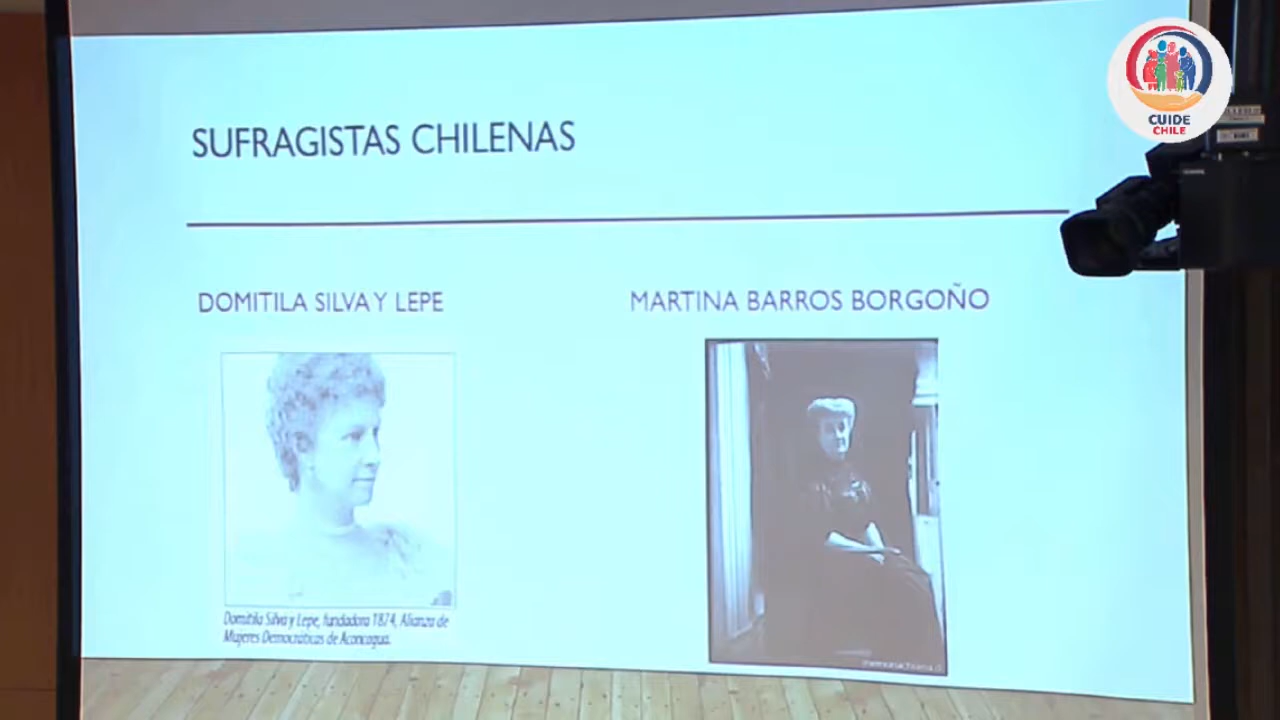 CUIDE
CHILE
SUFRAGISTAS CHILENAS
DOMITILA SILVA Y LEPE
MARTINA BARROS BORGOÑO
Domitila Silva y Lepe, fundadora 1874, Alianza de
Mujeres Democráticas de Aconcagua.